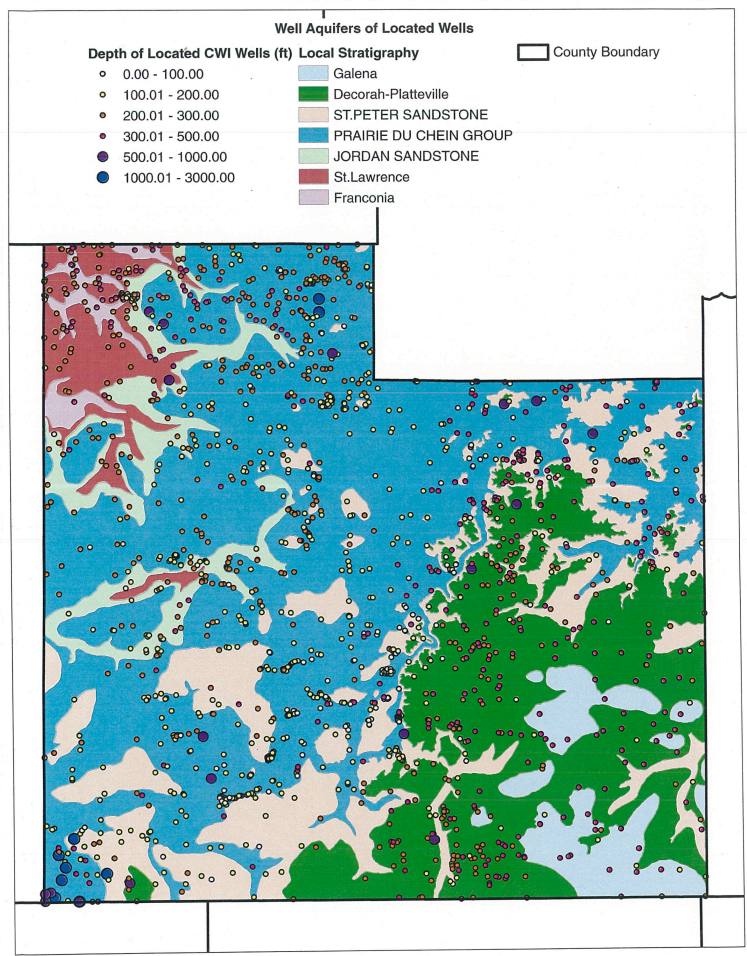 Well Aquifers of Located Wells
Depth of Located CWI Wells (ft)
0.00 - 100.00
100.01 - 200.00
200.01 - 300.00
300.01 - 500.00
500.01 - 1000.00
1000.01 - 3000.00
Local Stratigraphy
Galena
Decorah-Platteville
ST.PETER SANDSTONE
PRAIRIE DU CHEIN GROUP
JORDAN SANDSTONE
St.Lawrence
Franconia
County Boundary